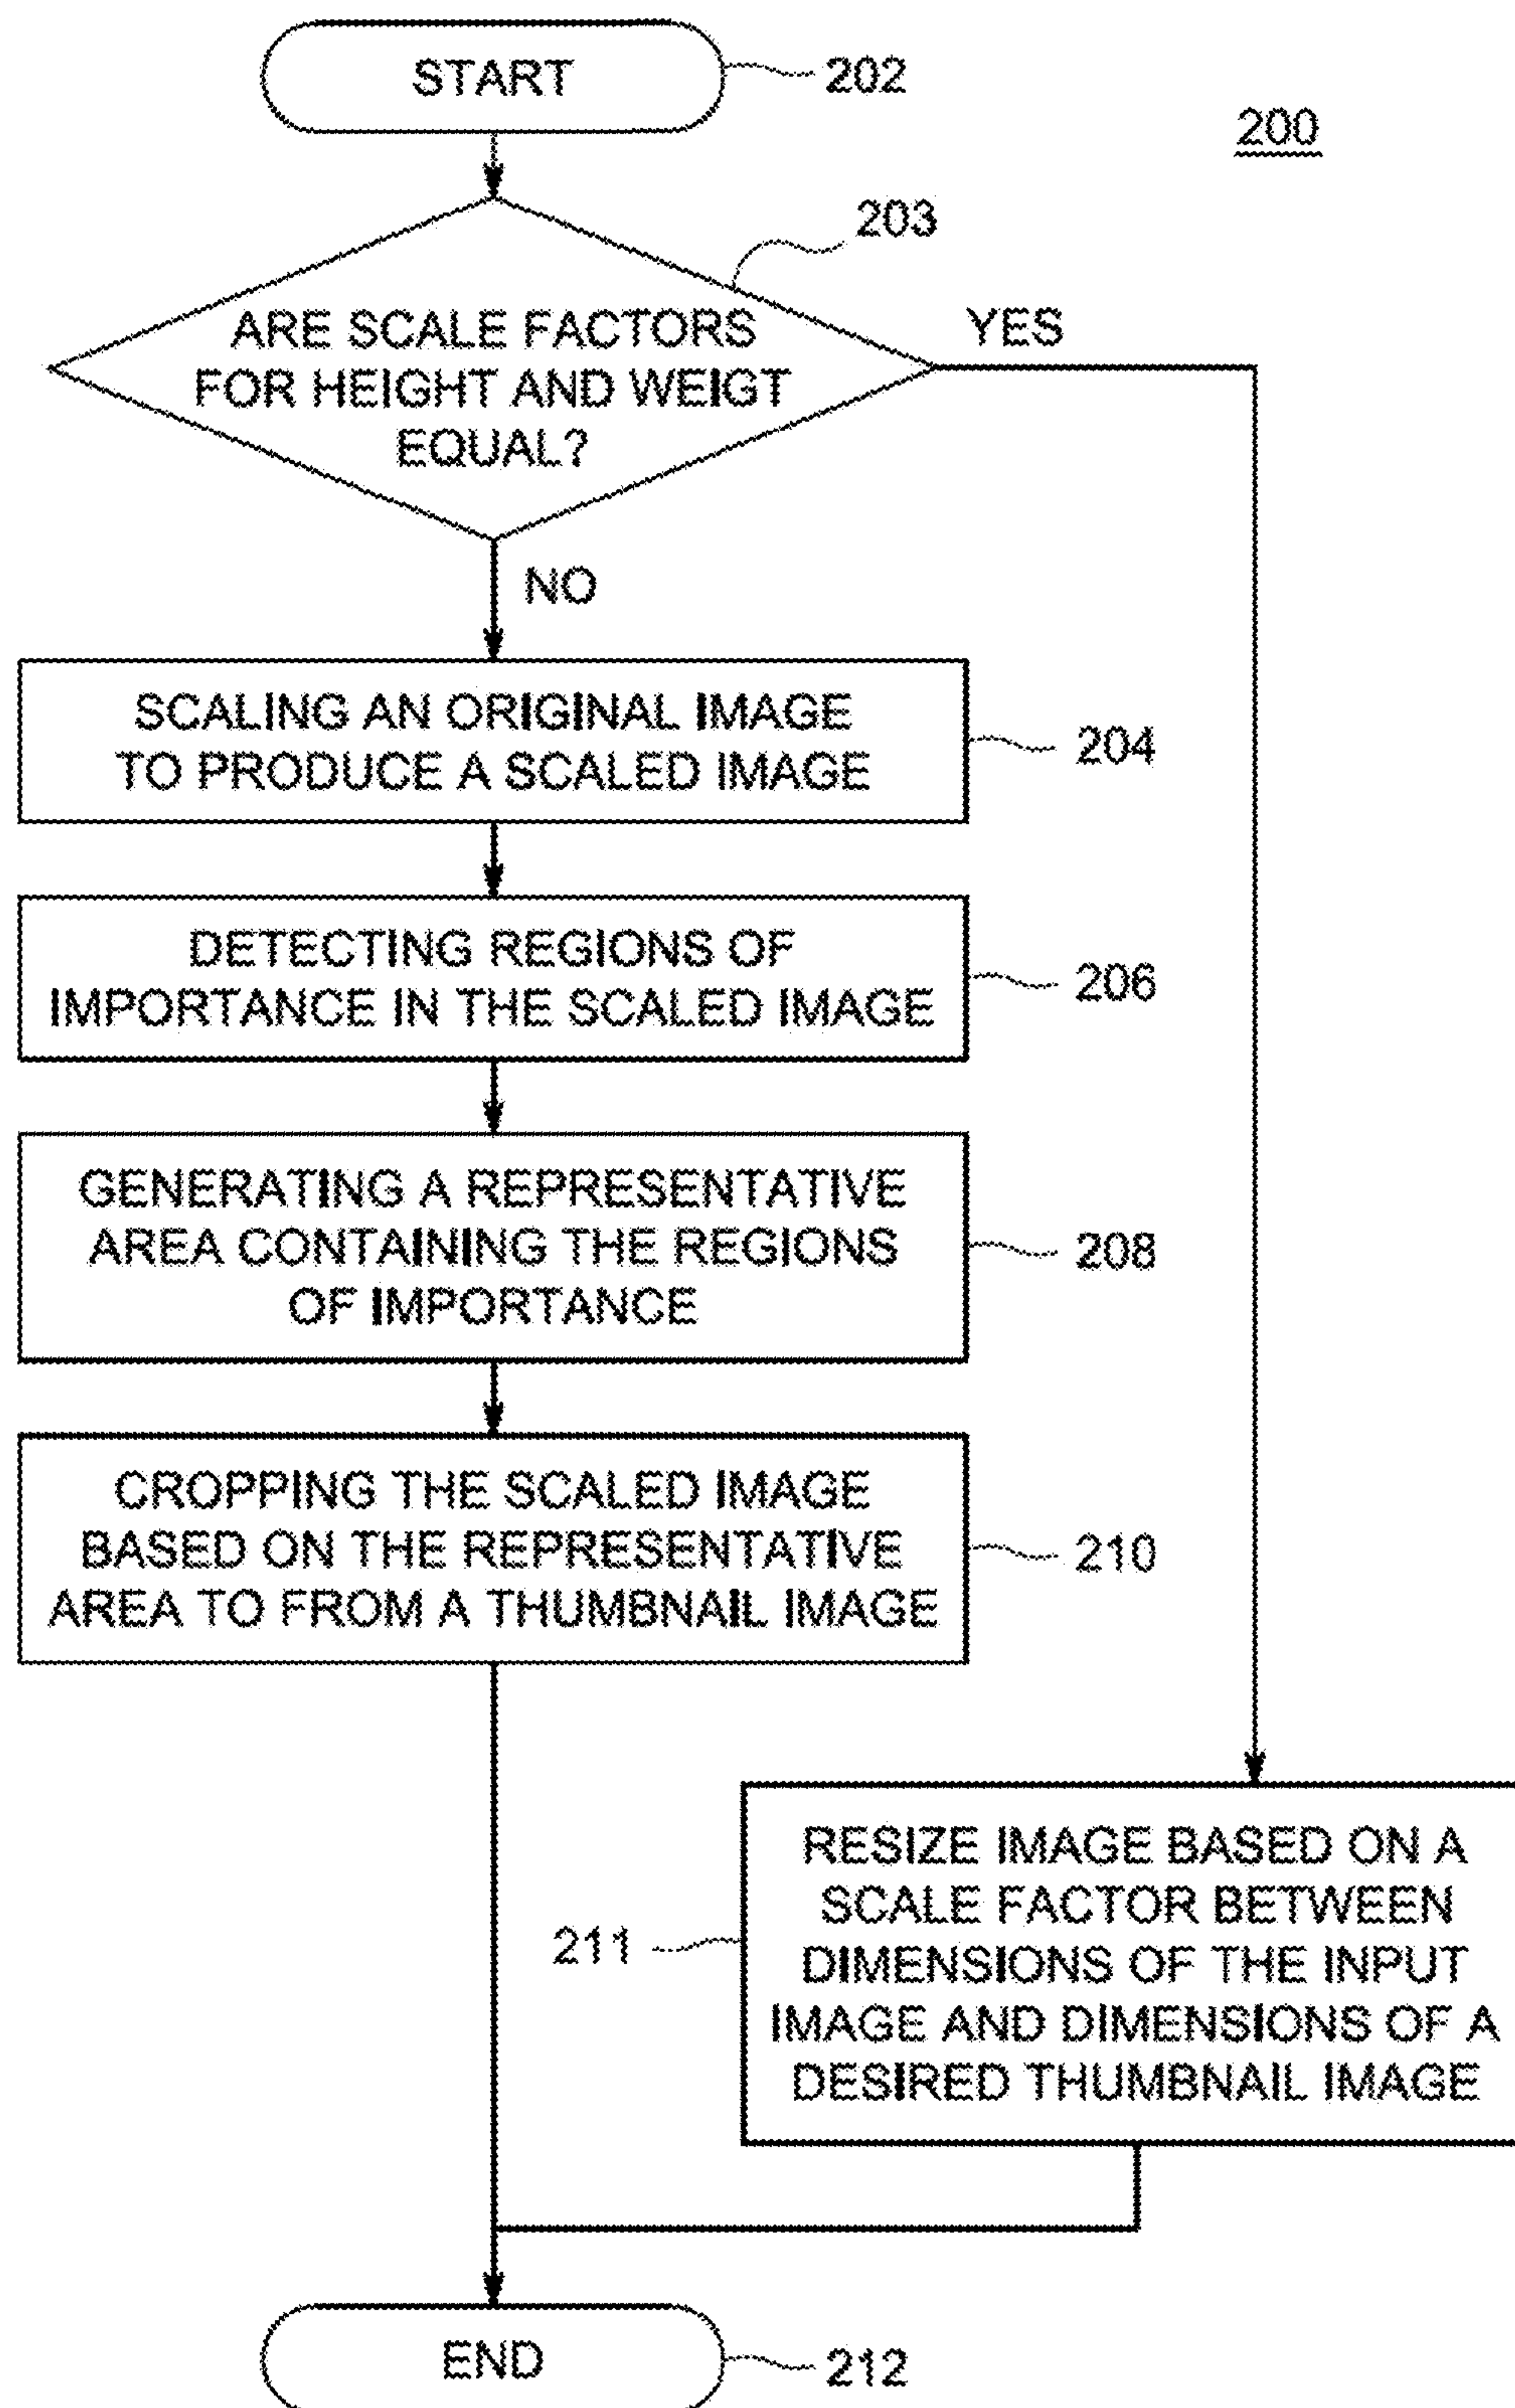 START
202
200
203
ARE SCALE FACTORS
FOR HEIGHT AND WEIGT
EQUAL?
YES
NO
SCALING AN ORIGINAL IMAGE
TO PRODUCE A SCALED IMAGE
204
DETECTING REGIONS OF
IMPORTANCE IN THE SCALED IMAGE
206
GENERATING A REPRESENTATIVE
AREA CONTAINING THE REGIONS
OF IMPORTANCE
208
CROPPING THE SCALED IMAGE
BASED ON THE REPRESENTATIVE
AREA TO FROM A THUMBNAIL IMAGE
210
RESIZE IMAGE BASED ON A
SCALE FACTOR BETWEEN
DIMENSIONS OF THE INPUT
IMAGE AND DIMENSIONS OF A
DESIRED THUMBNAIL IMAGE
211
END
212